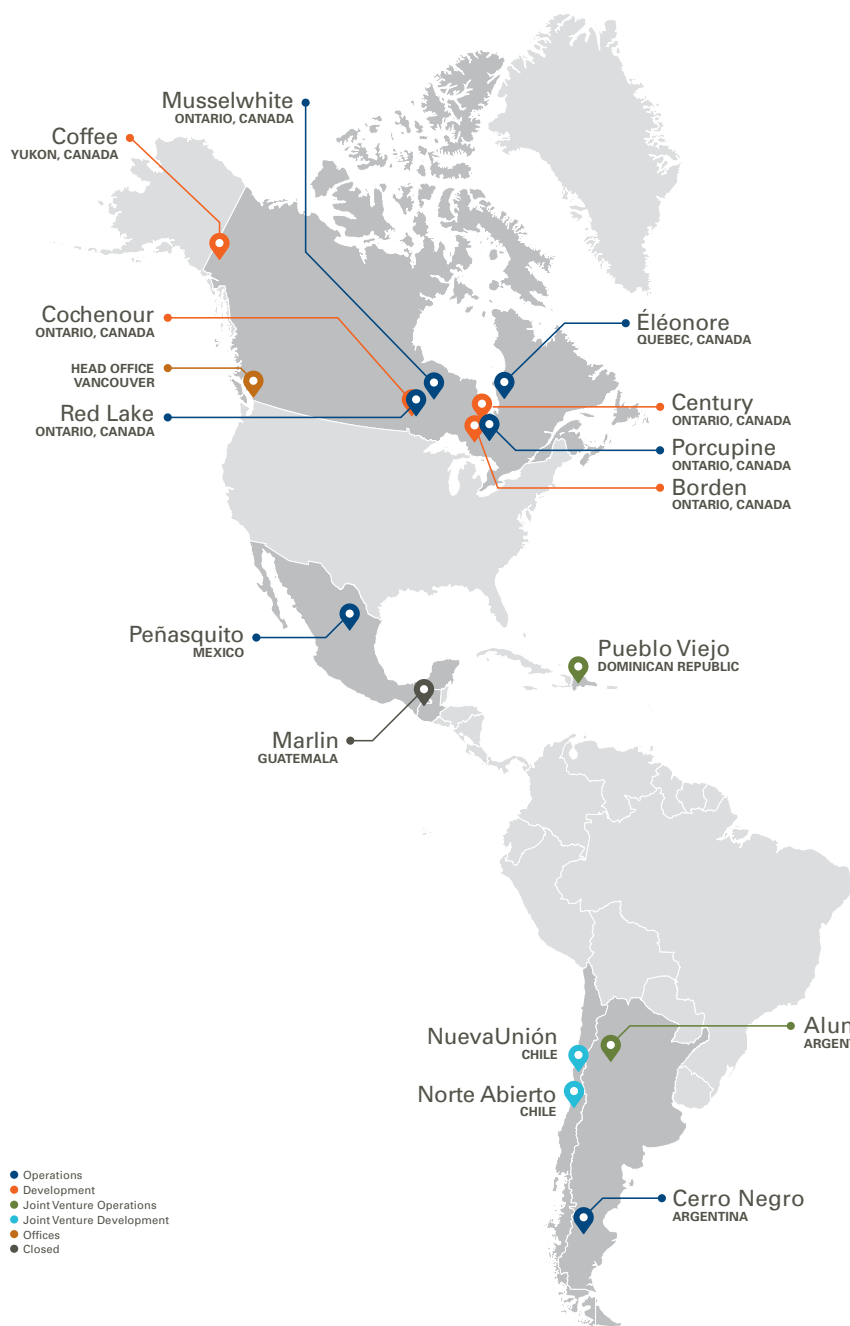 Musselwhite
ONTARIO, CANADA
Coffee
YUKON, CANADA
Cochenour
ONTARIO, CANADA
Éléonore
QUEBEC, CANADA
HEAD OFFICE
VANCOUVER
Red Lake
ONTARIO, CANADA
Century
ONTARIO, CANADA
Porcupine
ONTARIO, CANADA
Borden
ONTARIO, CANADA
Peñasquito
MEXICO
Pueblo Viejo
DOMINICAN REPUBLIC
Marlin
GUATEMALA
NuevaUnión
CHILE
Norte Abierto
CHILE
Cerro Negro
ARGENTINA
Operations
Development
Joint Venture Operations
Joint Venture Development
Offices
Closed